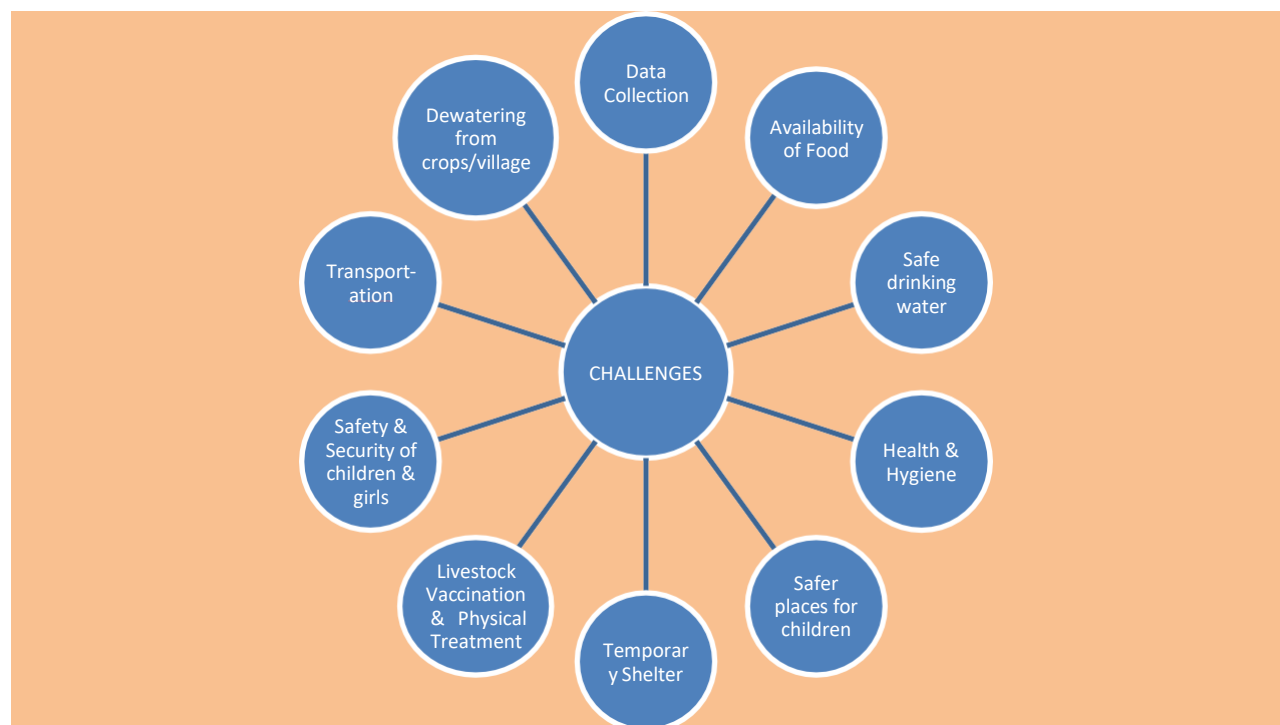 Data
Collection
Availability
of Food
Safe
drinking
water
Health &
Hygiene
Safer
places for
children
Temporar
y Shelter
Livestock
Vaccination
& Physical
Treatment
Safety &
Security of
children &
girls
Transport-
ation
Dewatering
from
crops/village
CHALLENGES